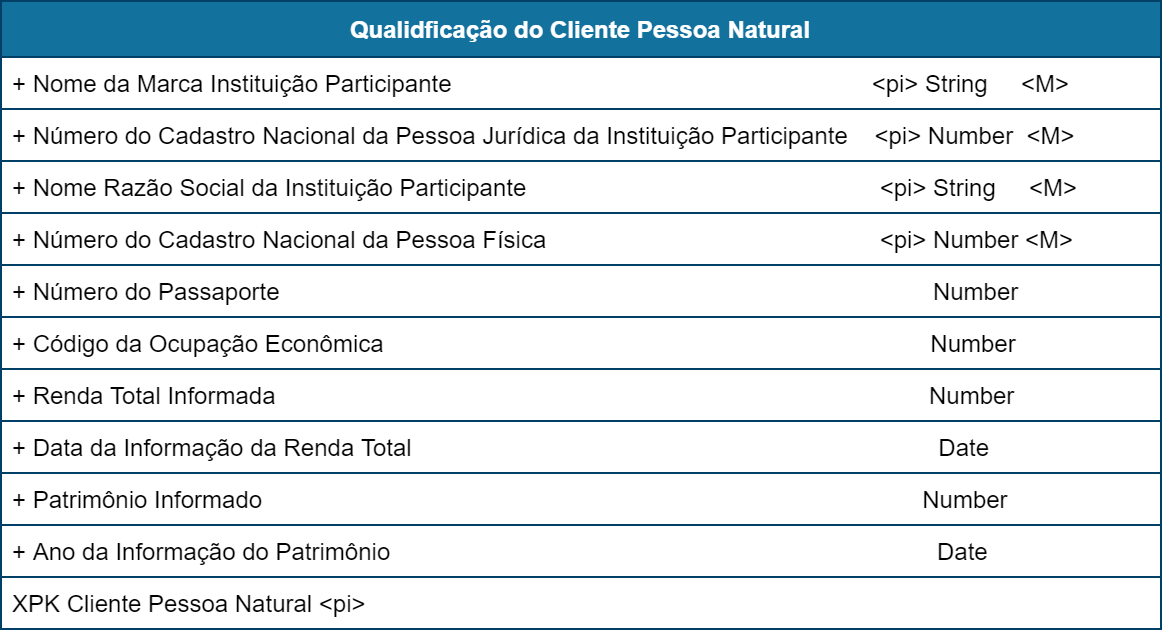 Qualidficação do Cliente Pessoa Natural
+ Nome da Marca Instituição Participante <pi> String <M>
+ Número do Cadastro Nacional da Pessoa Jurídica da Instituição Participante <pi> Number <M>
+ Nome Razão Social da Instituição Participante <pi> String <M>
+ Número do Cadastro Nacional da Pessoa Física <pi> Number <M>
+ Número do Passaporte Number
+ Código da Ocupação Econômica Number
+ Renda Total Informada Number
+ Data da Informação da Renda Total Date
+ Patrimônio Informado Number
+ Ano da Informação do Patrimônio Date
XPK Cliente Pessoa Natural <pi>